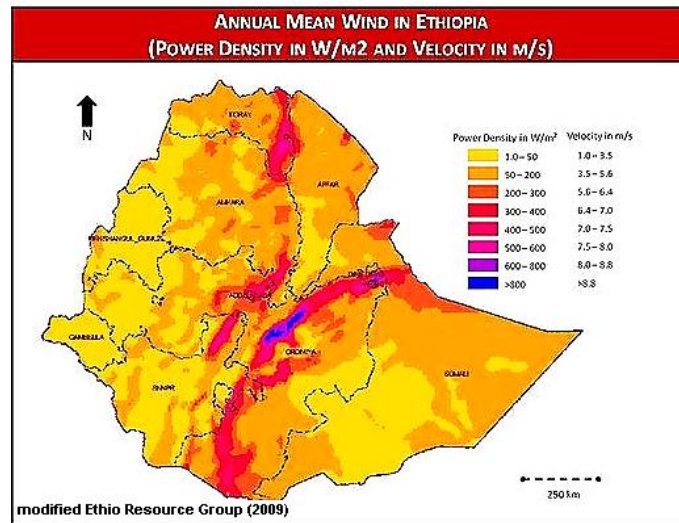 ANNUAL MEAN WIND IN ETHIOPIA
(POWER DENSITY IN W/M2 AND VELOCITY IN M/S)
N
TIGRAY
AFFAR
AMHARA
BENSHANGUL_GUMUZ
ADDIS
DIRE
GAMBELLA
OROMIYA
SNNPR
SOMALI
Power Density in W/m² Velocity in m/s
1.0 – 50 1.0 – 3.5
50 – 200 3.5 – 5.6
200 – 300 5.6 – 6.4
300 – 400 6.4 – 7.0
400 – 500 7.0 – 7.5
500 – 600 7.5 – 8.0
600 – 800 8.0 – 8.8
>800 >8.8
250 km
modified Ethio Resource Group (2009)